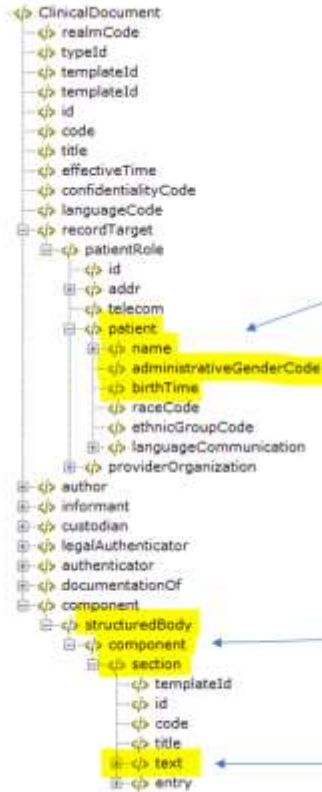 ClinicalDocument
realmCode
typeId
templateId
templateId
id
code
title
effectiveTime
confidentialityCode
languageCode
recordTarget
patientRole
id
addr
telecom
patient
name
administrativeGenderCode
birthTime
raceCode
ethnicGroupCode
languageCommunication
providerOrganization
author
informant
custodian
legalAuthenticator
authenticator
documentationOf
component
structuredBody
component
section
templateId
id
code
title
text
entry